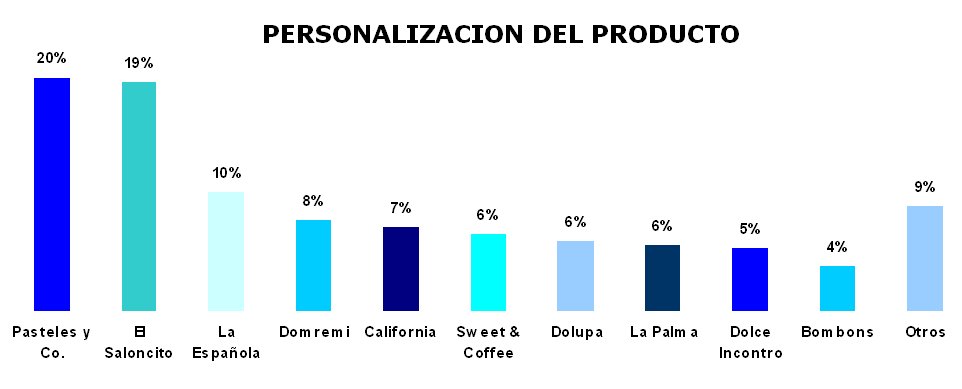 PERSONALIZACION DEL PRODUCTO
20%
19%
10%
8%
7%
6%
6%
6%
5%
4%
9%
Pasteles y
Co.
El
Saloncito
La
Española
Domremi
California
Sweet &
Coffee
Dolupa
La Palma
Dolce
Incontro
Bombons
Otros